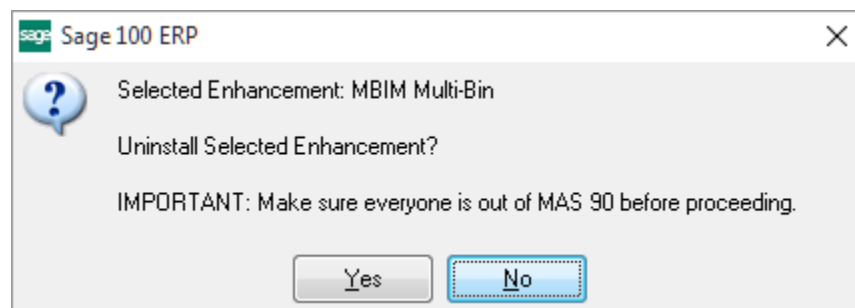 sage Sage 100 ERP
Selected Enhancement: MBIM Multi-Bin
Uninstall Selected Enhancement?
IMPORTANT: Make sure everyone is out of MAS 90 before proceeding.
Yes No